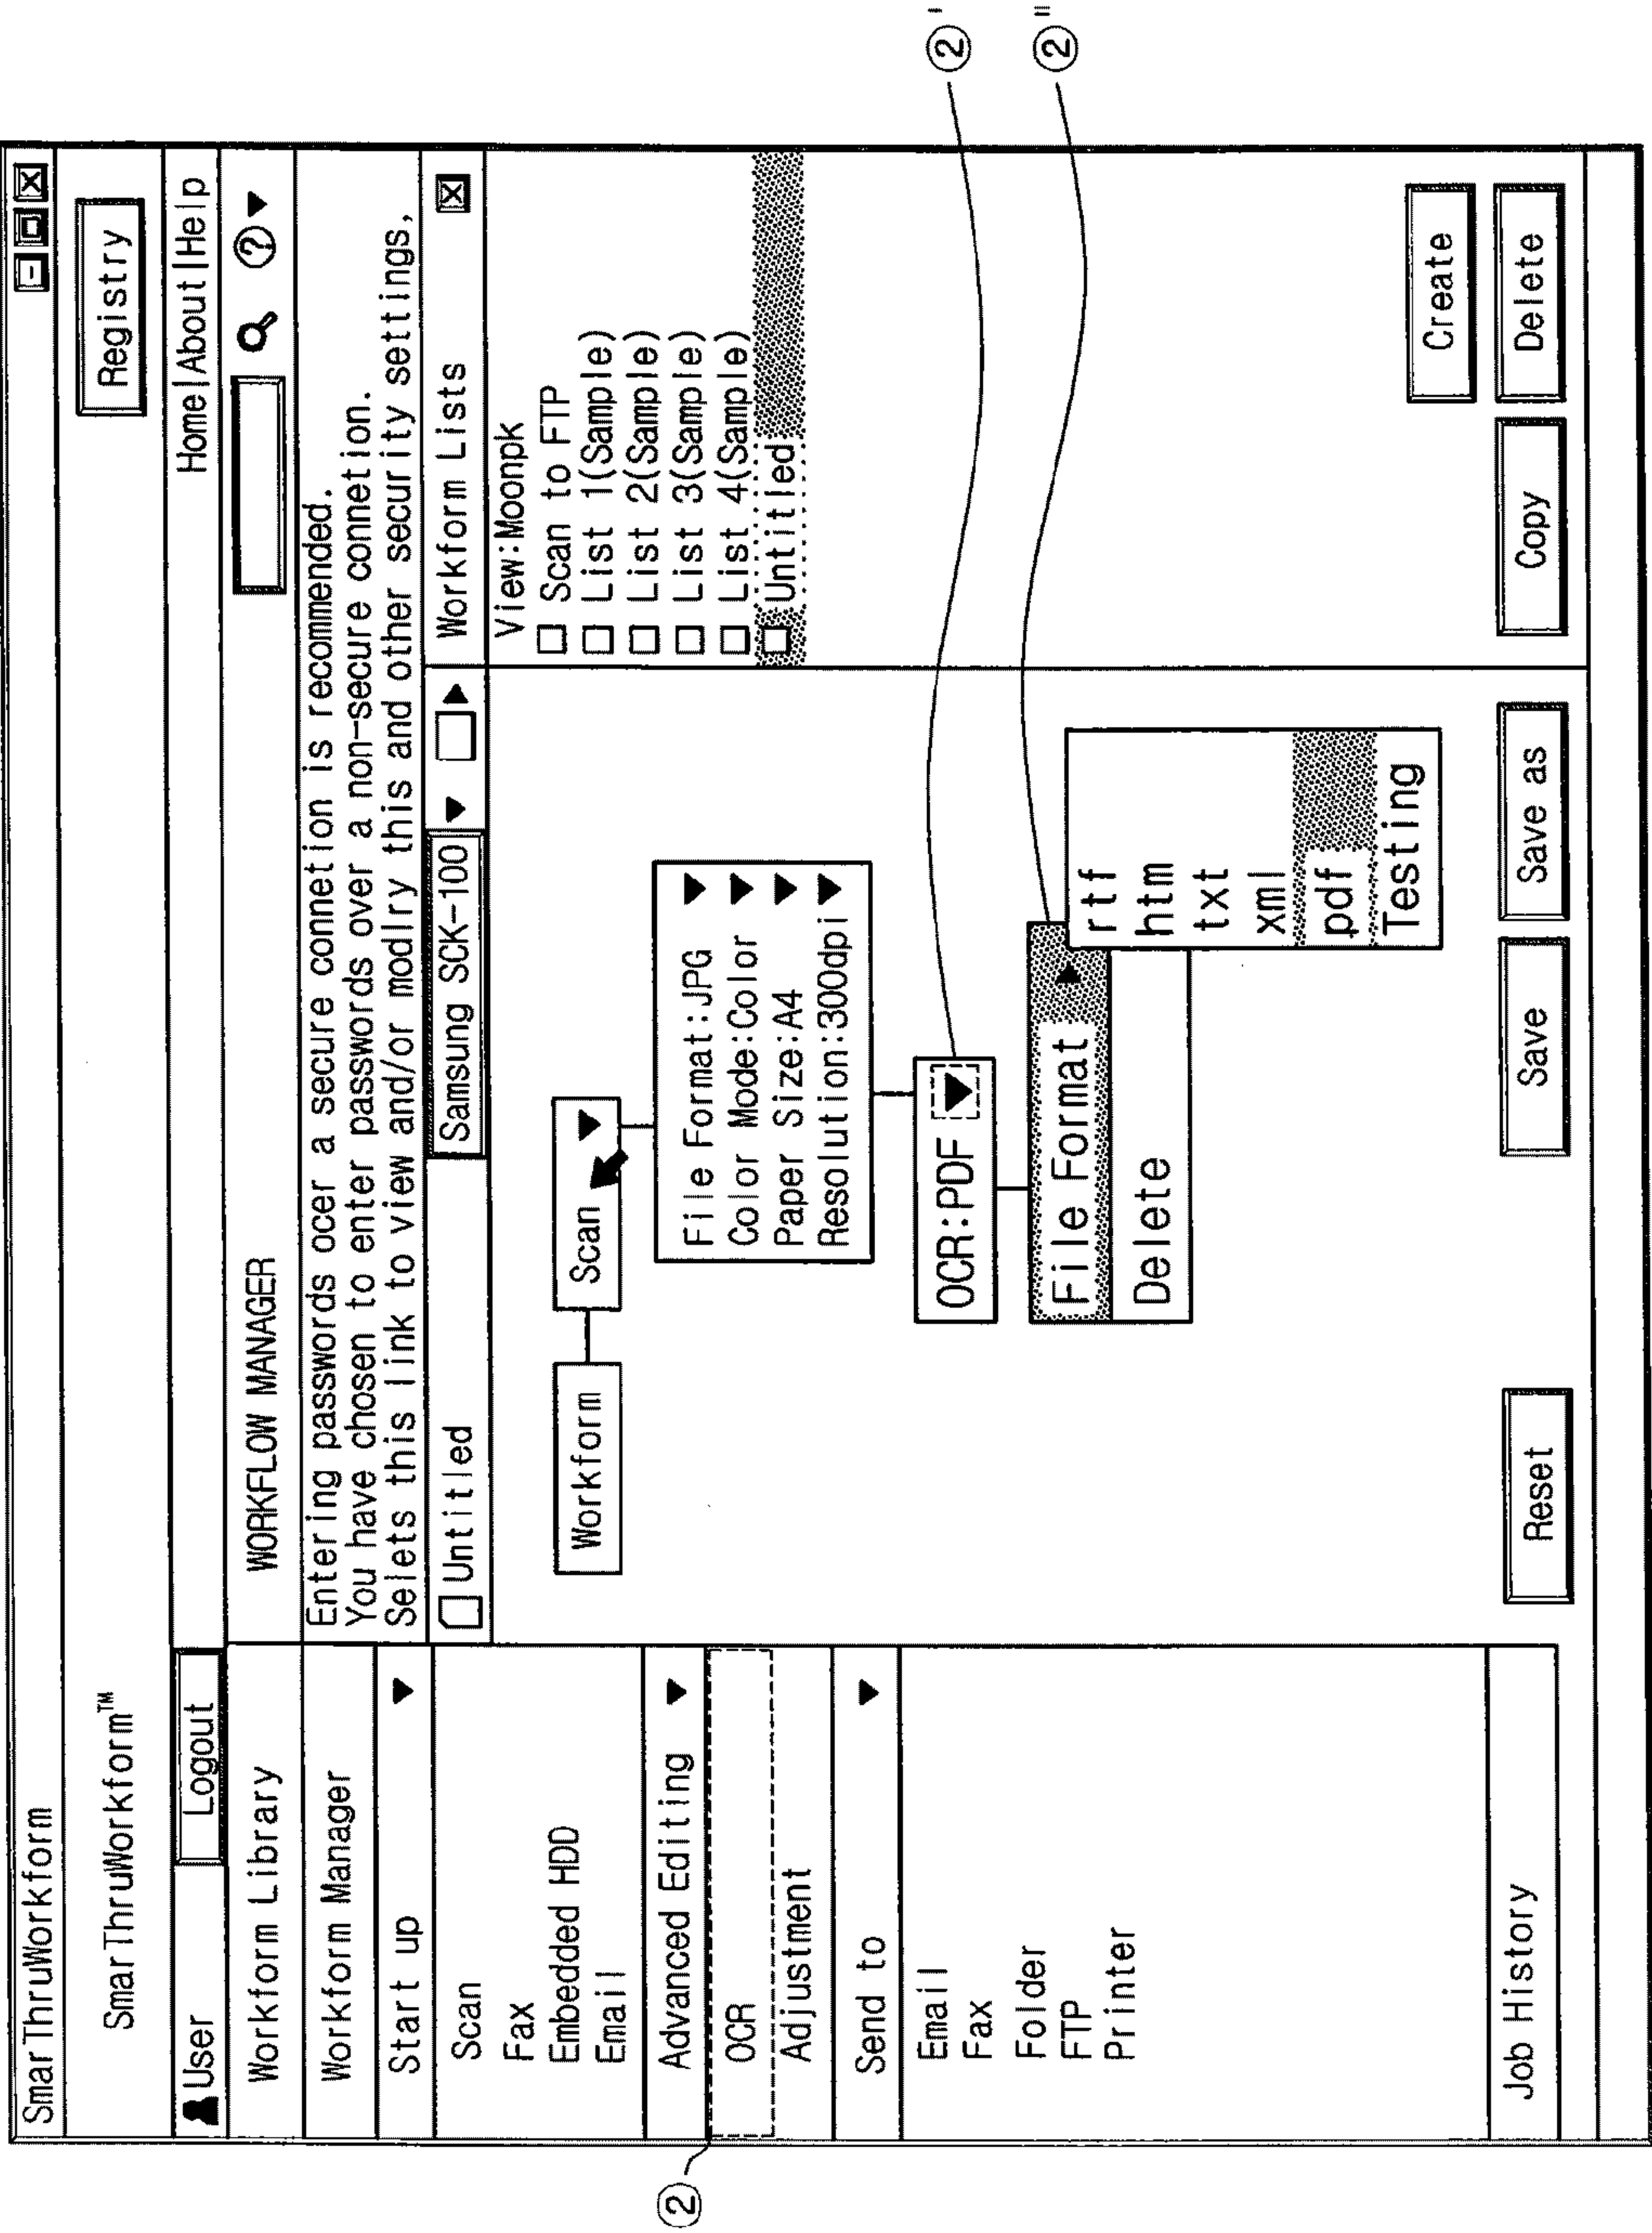 SmarThruWorkform
SmarThruWorkform™
Registry
User
Logout
Home|About|Help
Workform Library
WORKFLOW MANAGER
Workform Manager
Entering passwords ocer a secure connetion is recommended.
You have chosen to enter passwords over a non-secure connetion.
Selets this link to view and/or modlry this and other security settings,
Start up
Scan
Fax
Embedded HDD
Email
Advanced Editing
OCR
Adjustment
Send to
Email
Fax
Folder
FTP
Printer
Job History
Untitled
Samsung SCK-100
Workform
Scan
File Format:JPG
Color Mode:Color
Paper Size:A4
Resolution:300dpi
OCR:PDF
File Format
Delete
rtf
htm
txt
xml
pdf
Testing
Reset
Save
Save as
Workform Lists
View:Moonpk
Scan to FTP
List 1(Sample)
List 2(Sample)
List 3(Sample)
List 4(Sample)
Untitled
Create
Copy
Delete
②
②'
②"